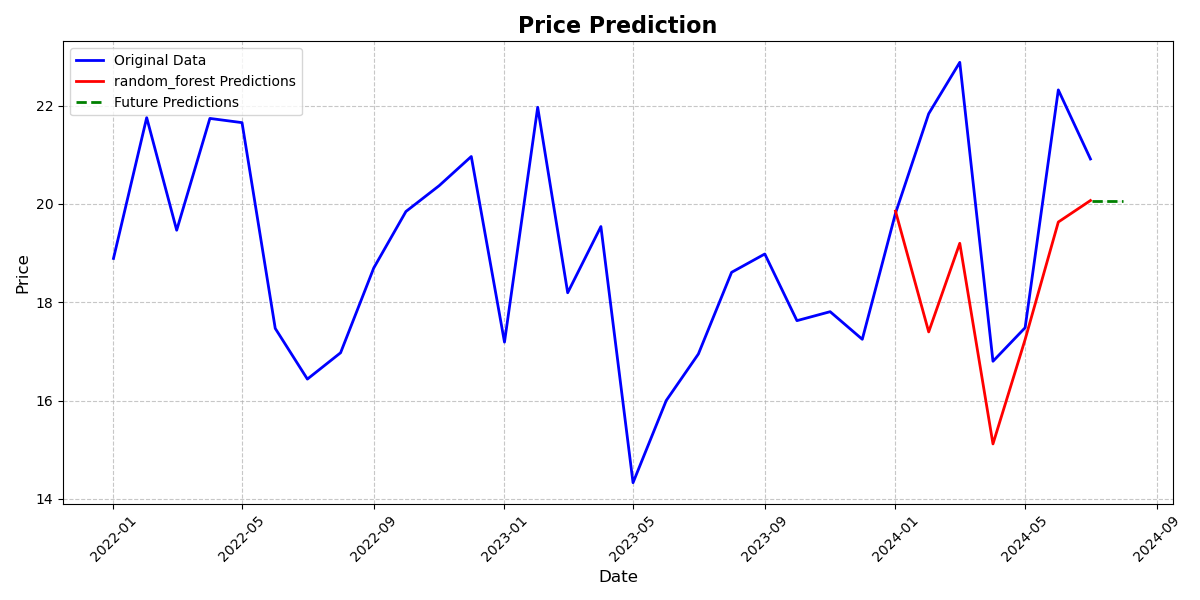 Price Prediction
Original Data
random_forest Predictions
Future Predictions
Price
22
20
18
16
14
2022-01
2022-05
2022-09
2023-01
2023-05
2023-09
2024-01
2024-05
2024-09
Date